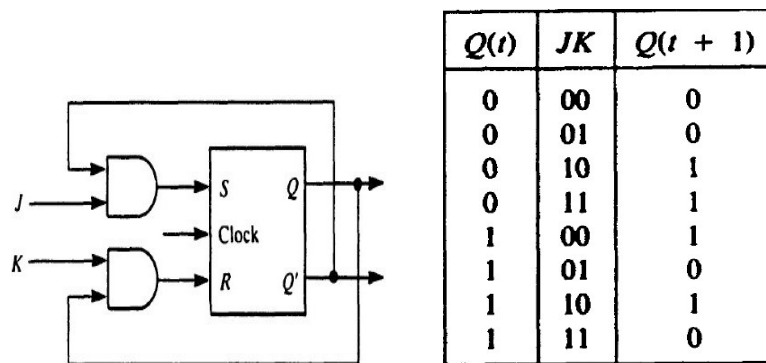 J
K
S
Q
Clock
R
Q'
Q(t) JK Q(t + 1)
0 00 0
0 01 0
0 10 1
0 11 1
1 00 1
1 01 0
1 10 1
1 11 0